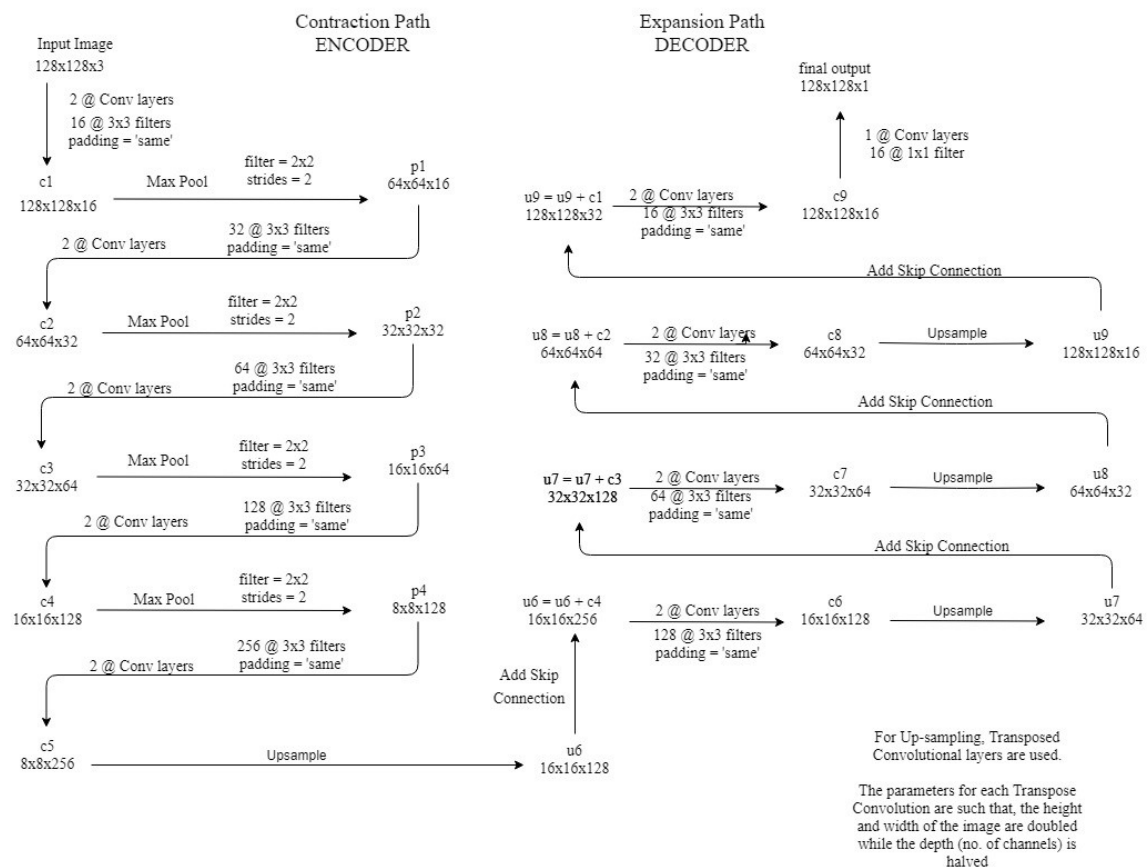 Contraction Path
ENCODER
Input Image
128x128x3
2 @ Conv layers
16 @ 3x3 filters
padding = 'same'
c1
128x128x16
Max Pool
filter = 2x2
strides = 2
p1
64x64x16
2 @ Conv layers
32 @ 3x3 filters
padding = 'same'
c2
64x64x32
Max Pool
filter = 2x2
strides = 2
p2
32x32x32
2 @ Conv layers
64 @ 3x3 filters
padding = 'same'
c3
32x32x64
Max Pool
filter = 2x2
strides = 2
p3
16x16x64
2 @ Conv layers
128 @ 3x3 filters
padding = 'same'
c4
16x16x128
Max Pool
filter = 2x2
strides = 2
p4
8x8x128
2 @ Conv layers
256 @ 3x3 filters
padding = 'same'
c5
8x8x256
Upsample
u6
16x16x128
Expansion Path
DECODER
Add Skip
Connection
u6 = u6 + c4
16x16x256
2 @ Conv layers
128 @ 3x3 filters
padding = 'same'
c6
16x16x128
Upsample
u7
32x32x64
Add Skip Connection
u7 = u7 + c3
32x32x128
2 @ Conv layers
64 @ 3x3 filters
padding = 'same'
c7
32x32x64
Upsample
u8
64x64x32
Add Skip Connection
u8 = u8 + c2
64x64x64
2 @ Conv layers
32 @ 3x3 filters
padding = 'same'
c8
64x64x32
Upsample
u9
128x128x16
Add Skip Connection
u9 = u9 + c1
128x128x32
2 @ Conv layers
16 @ 3x3 filters
padding = 'same'
c9
128x128x16
1 @ Conv layers
16 @ 1x1 filter
final output
128x128x1
For Up-sampling, Transposed
Convolutional layers are used.
The parameters for each Transpose
Convolution are such that, the height
and width of the image are doubled
while the depth (no. of channels) is
halved